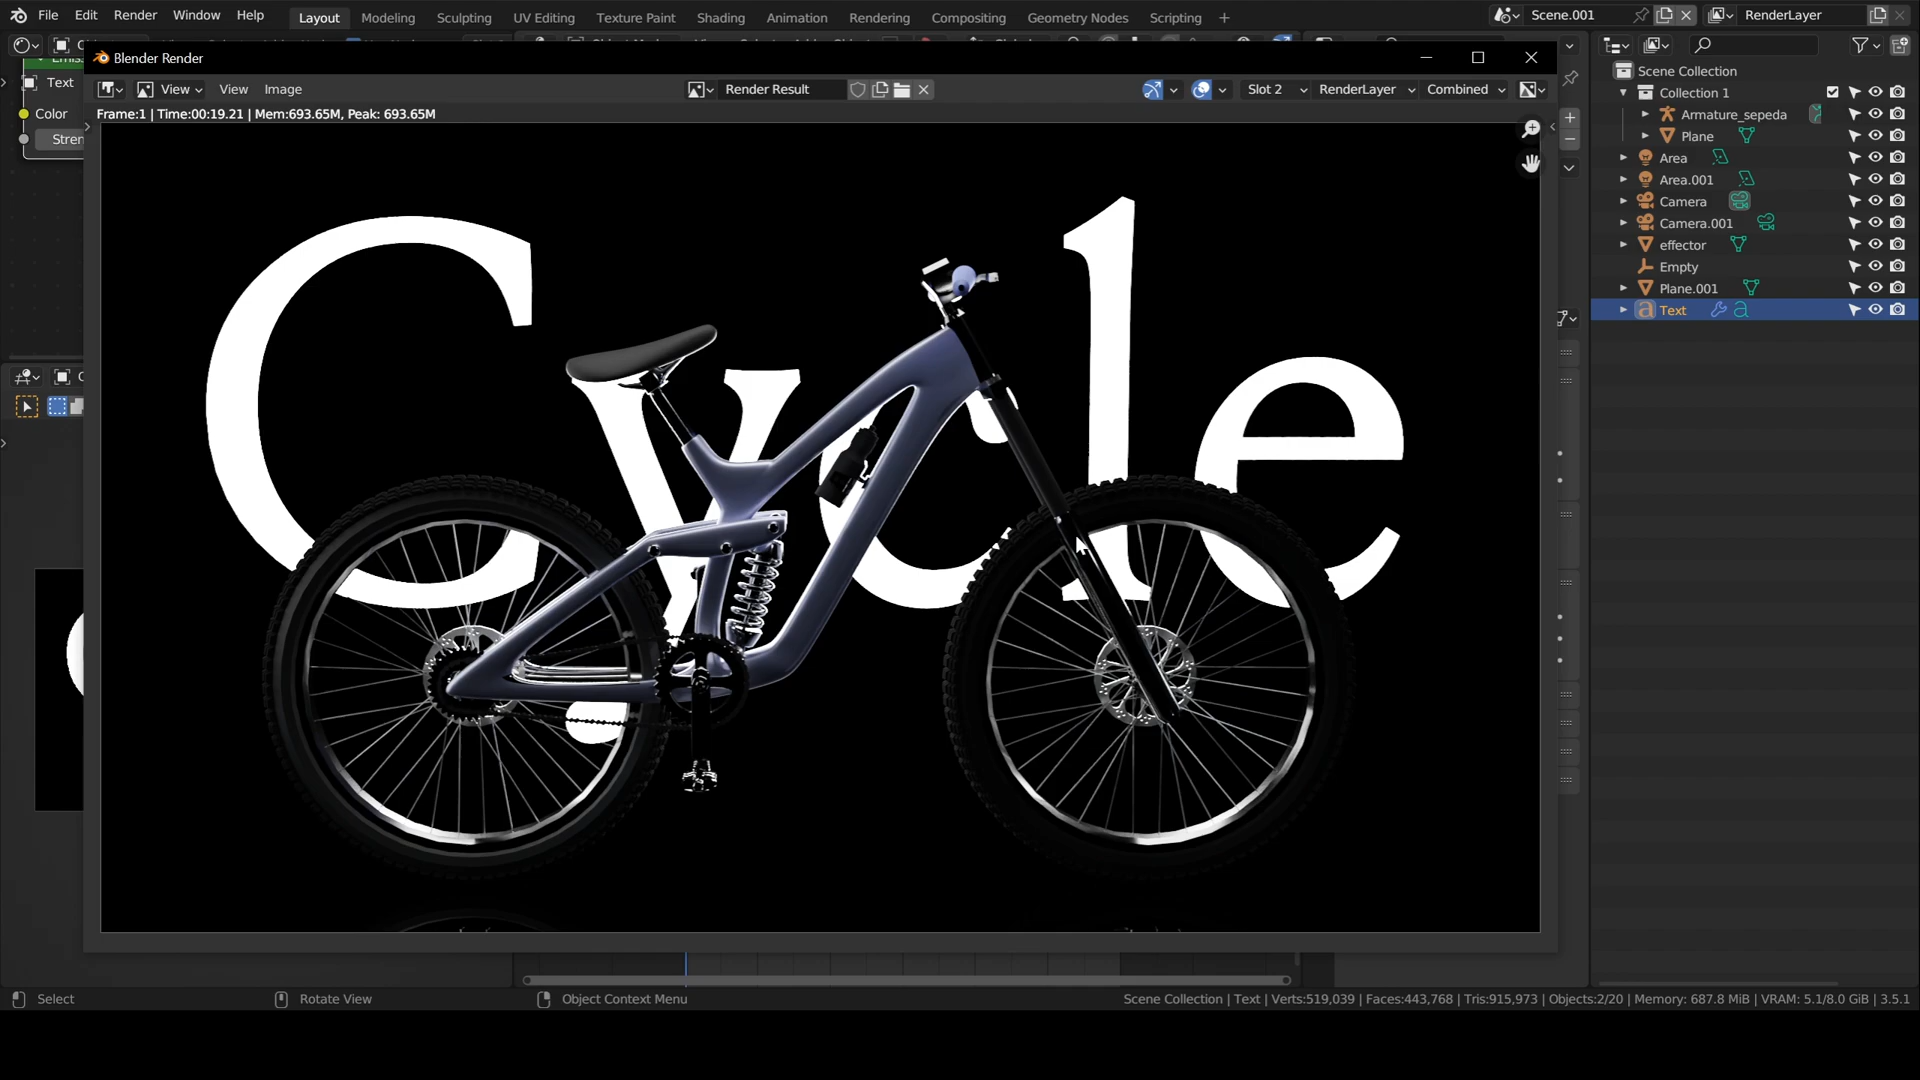 File Edit Render Window Help Layout Modeling Sculpting UV Editing Texture Paint Shading Animation Rendering Compositing Geometry Nodes Scripting + Scene.001 RenderLayer
Blender Render
Scene Collection
View View Image Render Result Slot 2 RenderLayer Combined
Collection 1
Frame:1 | Time:00:19.21 | Mem:693.65M, Peak: 693.65M
Text
Color
Stren
Armature_sepeda
Plane
Area
Area.001
Camera
Camera.001
effector
Empty
Plane.001
Text
Cycle
Select Rotate View Object Context Menu Scene Collection | Text | Verts:519,039 | Faces:443,768 | Tris:915,973 | Objects:2/20 | Memory: 687.8 MiB | VRAM: 5.1/8.0 GiB | 3.5.1